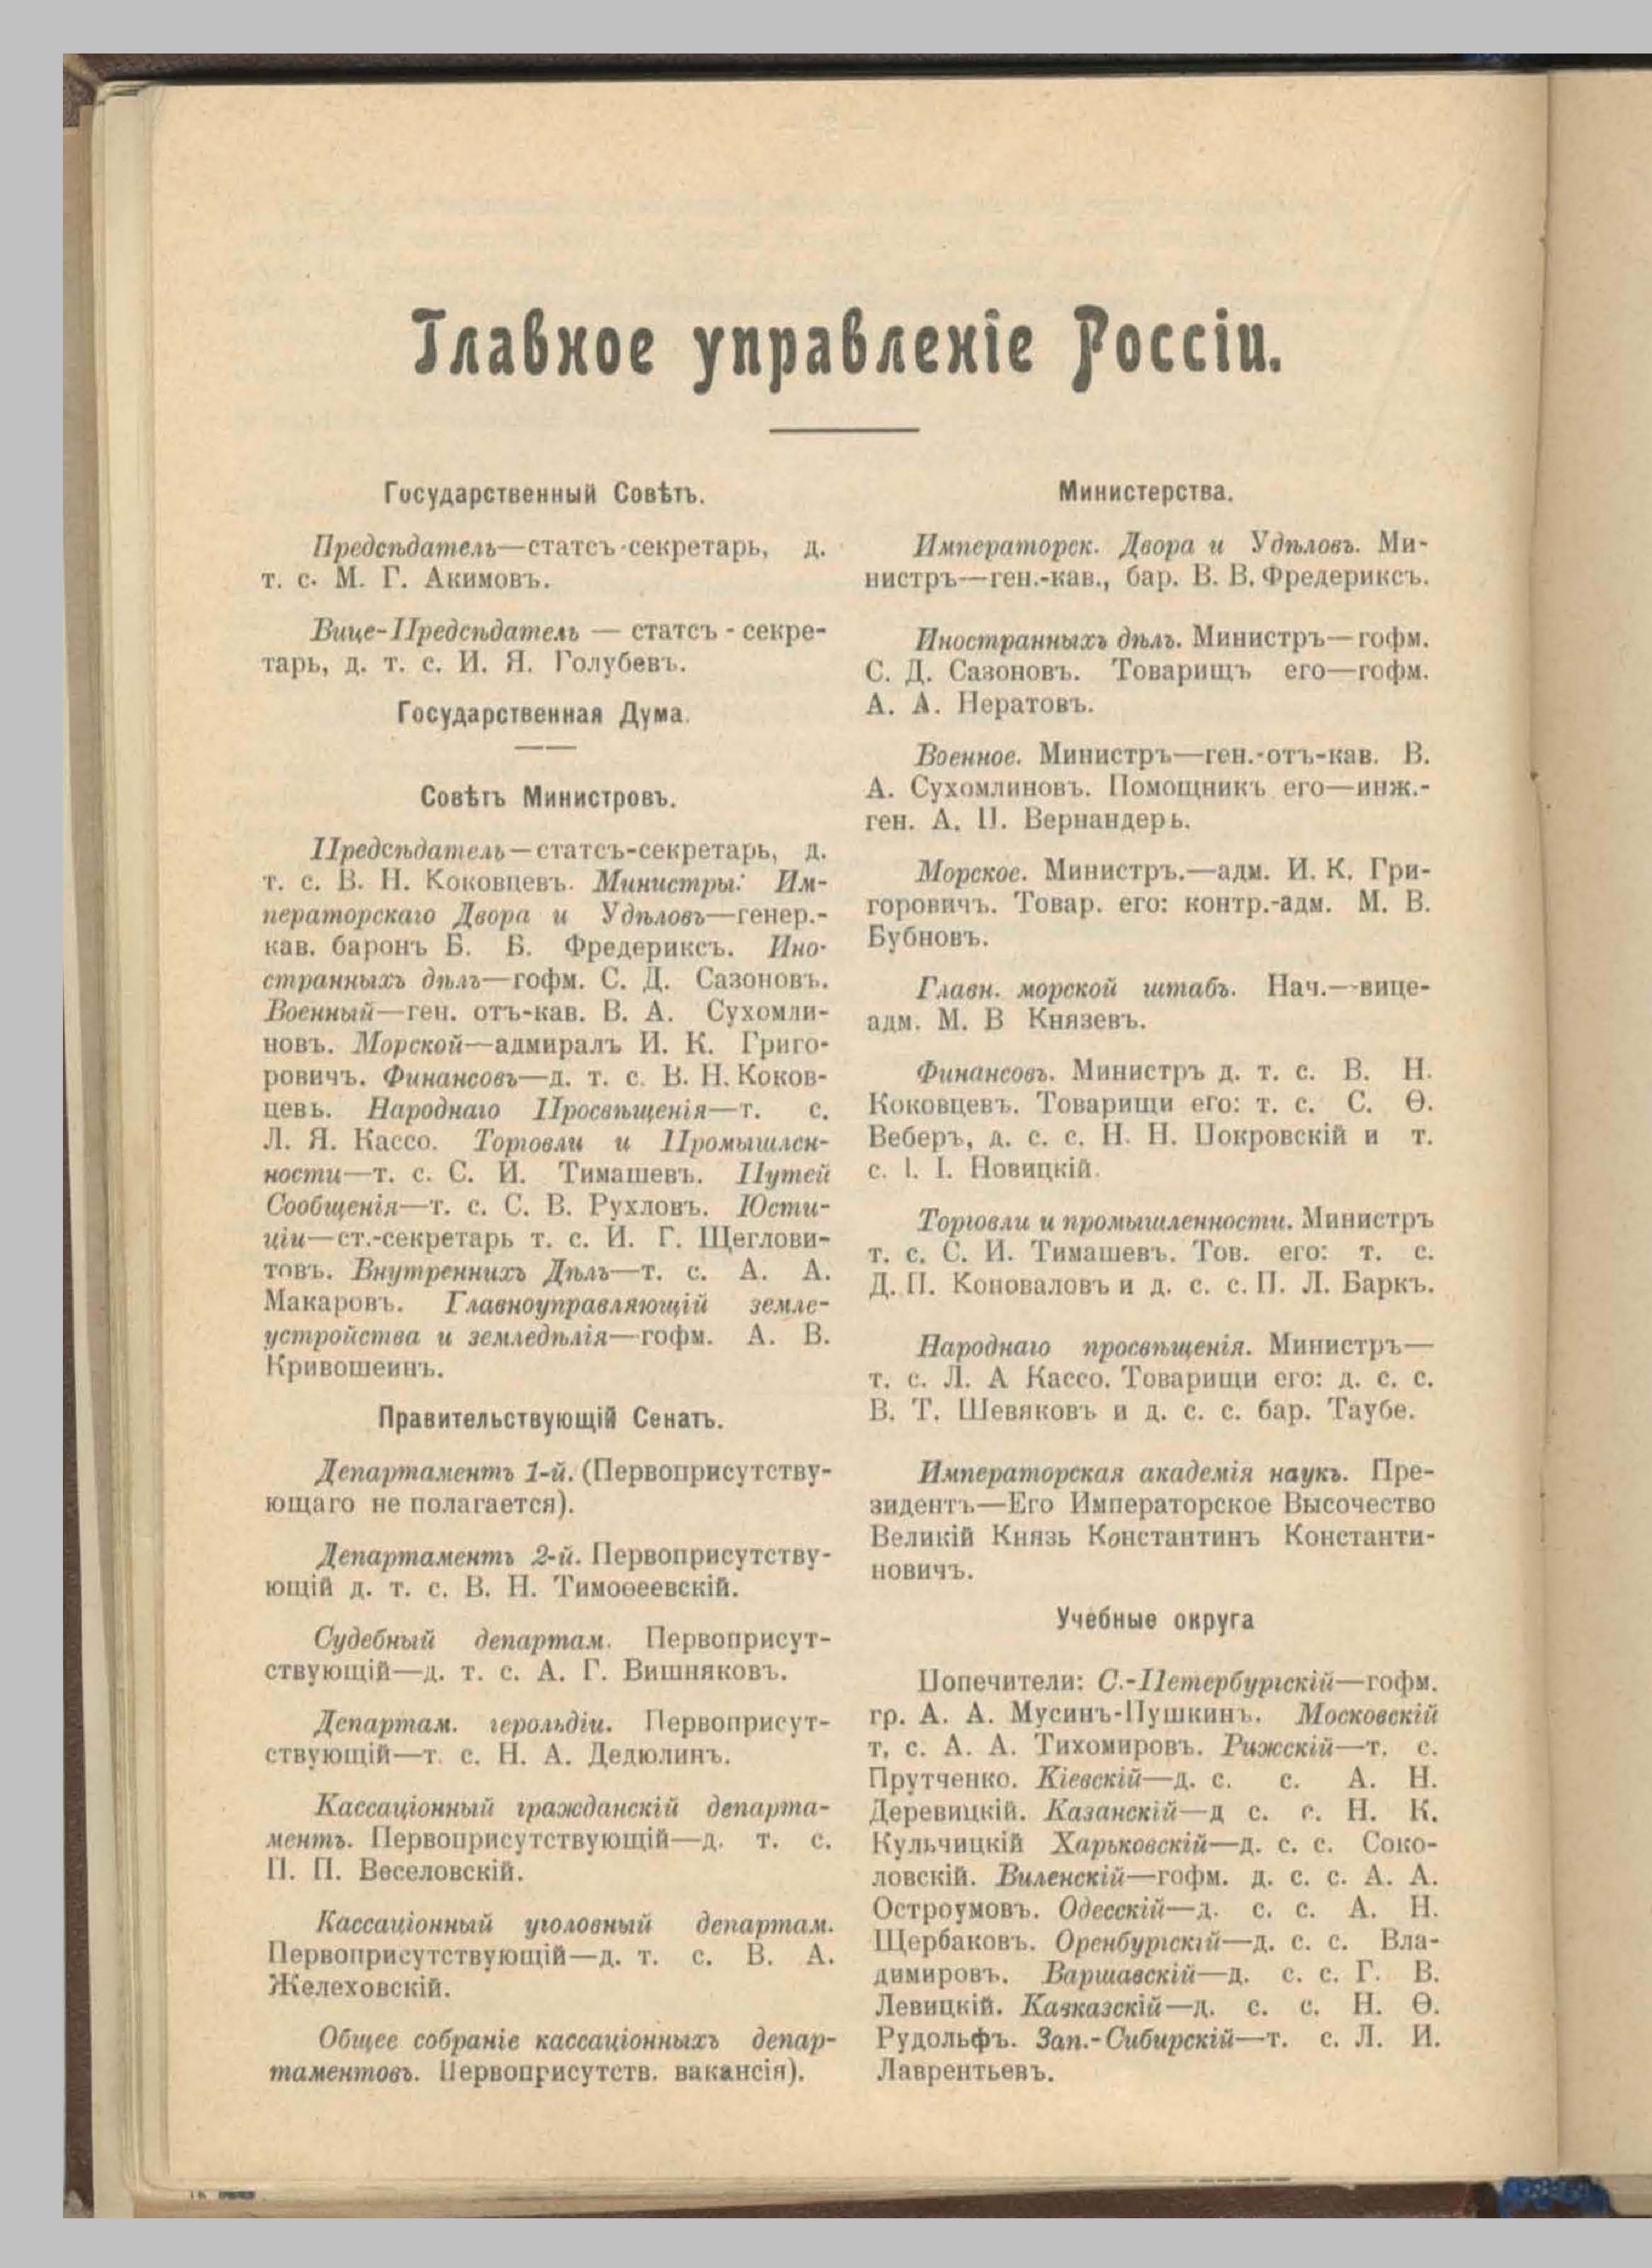 Главное управленіе Россіи.
Государственный Совѣтъ.
Предсѣдатель—статсъ-секретарь, д.
т. с. М. Г. Акимовъ.
Вице-Предсѣдатель — статсъ - секре-
тарь, д. т. с. И. Я. Голубевъ.
Государственная Дума.
Совѣтъ Министровъ.
Предсѣдатель—статсъ-секретарь, д.
т. с. В. Н. Коковцевъ. Министры: Им-
ператорскаго Двора и Удѣловъ—генер.-
кав. баронъ Б. Б. Фредериксъ. Ино-
странныхъ дѣлъ—гофм. С. Д. Сазоновъ.
Военный—ген. отъ-кав. В. А. Сухомли-
новъ. Морской—адмиралъ И. К. Григо-
ровичъ. Финансовъ—д. т. с. В. Н. Коков-
цевъ. Народнаго Просвѣщенія—т. с.
Л. Я. Кассо. Торговли и Промышлен-
ности—т. с. С. И. Тимашевъ. Путей
Сообщенія—т. с. С. В. Рухловъ. Юсти-
ціи—ст.-секретарь т. с. И. Г. Щеглови-
товъ. Внутреннихъ Дѣлъ—т. с. А. А.
Макаровъ. Главноуправляющій земле-
устройства и земледѣлія—гофм. А. В.
Кривошеинъ.
Правительствующій Сенатъ.
Департаментъ 1-й. (Первоприсутству-
ющаго не полагается).
Департаментъ 2-й. Первоприсутству-
ющій д. т. с. В. Н. Тимоѳеевскій.
Судебный департам. Первоприсут-
ствующій—д. т. с. А. Г. Вишняковъ.
Департам. герольдіи. Первоприсут-
ствующій—т. с. Н. А. Дедюлинъ.
Кассаціонный гражданскій департа-
ментъ. Первоприсутствующій—д. т. с.
П. П. Веселовскій.
Кассаціонный уголовный департам.
Первоприсутствующій—д. т. с. В. А.
Желеховскій.
Общее собраніе кассаціонныхъ депар-
таментовъ. Первоприсутств. вакансія).
Министерства.
Императорск. Двора и Удѣловъ. Ми-
нистръ—ген.-кав., бар. В. В. Фредериксъ.
Иностранныхъ дѣлъ. Министръ—гофм.
С. Д. Сазоновъ. Товарищъ его—гофм.
А. А. Нератовъ.
Военное. Министръ—ген.-отъ-кав. В.
А. Сухомлиновъ. Помощникъ его—инж.-
ген. А. П. Вернандеръ.
Морское. Министръ.—адм. И. К. Гри-
горовичъ. Товар. его: контр.-адм. М. В.
Бубновъ.
Главн. морской штабъ. Нач.—вице-
адм. М. В Князевъ.
Финансовъ. Министръ д. т. с. В. Н.
Коковцевъ. Товарищи его: т. с. С. Ѳ.
Веберъ, д. с. с. Н. Н. Покровскій и т.
с. І. І. Новицкій.
Торговли и промышленности. Министръ
т. с. С. И. Тимашевъ. Тов. его: т. с.
Д. П. Коноваловъ и д. с. с. П. Л. Баркъ.
Народнаго просвѣщенія. Министръ—
т. с. Л. А Кассо. Товарищи его: д. с. с.
В. Т. Шевяковъ и д. с. с. бар. Таубе.
Императорская академія наукъ. Пре-
зидентъ—Его Императорское Высочество
Великій Князь Константинъ Константи-
новичъ.
Учебные округа
Попечители: С.-Петербургскій—гофм.
гр. А. А. Мусинъ-Пушкинъ. Московскій
т. с. А. А. Тихомировъ. Рижскій—т. с.
Прутченко. Кіевскій—д. с. с. А. Н.
Деревицкій. Казанскій—д с. с. Н. К.
Кульчицкій Харьковскій—д. с. с. Соко-
ловскій. Виленскій—гофм. д. с. с. А. А.
Остроумовъ. Одесскій—д. с. с. А. Н.
Щербаковъ. Оренбургскій—д. с. с. Вла-
димировъ. Варшавскій—д. с. с. Г. В.
Левицкій. Кавказскій—д. с. с. Н. Ѳ.
Рудольфъ. Зап.-Сибирскій—т. с. Л. И.
Лаврентьевъ.